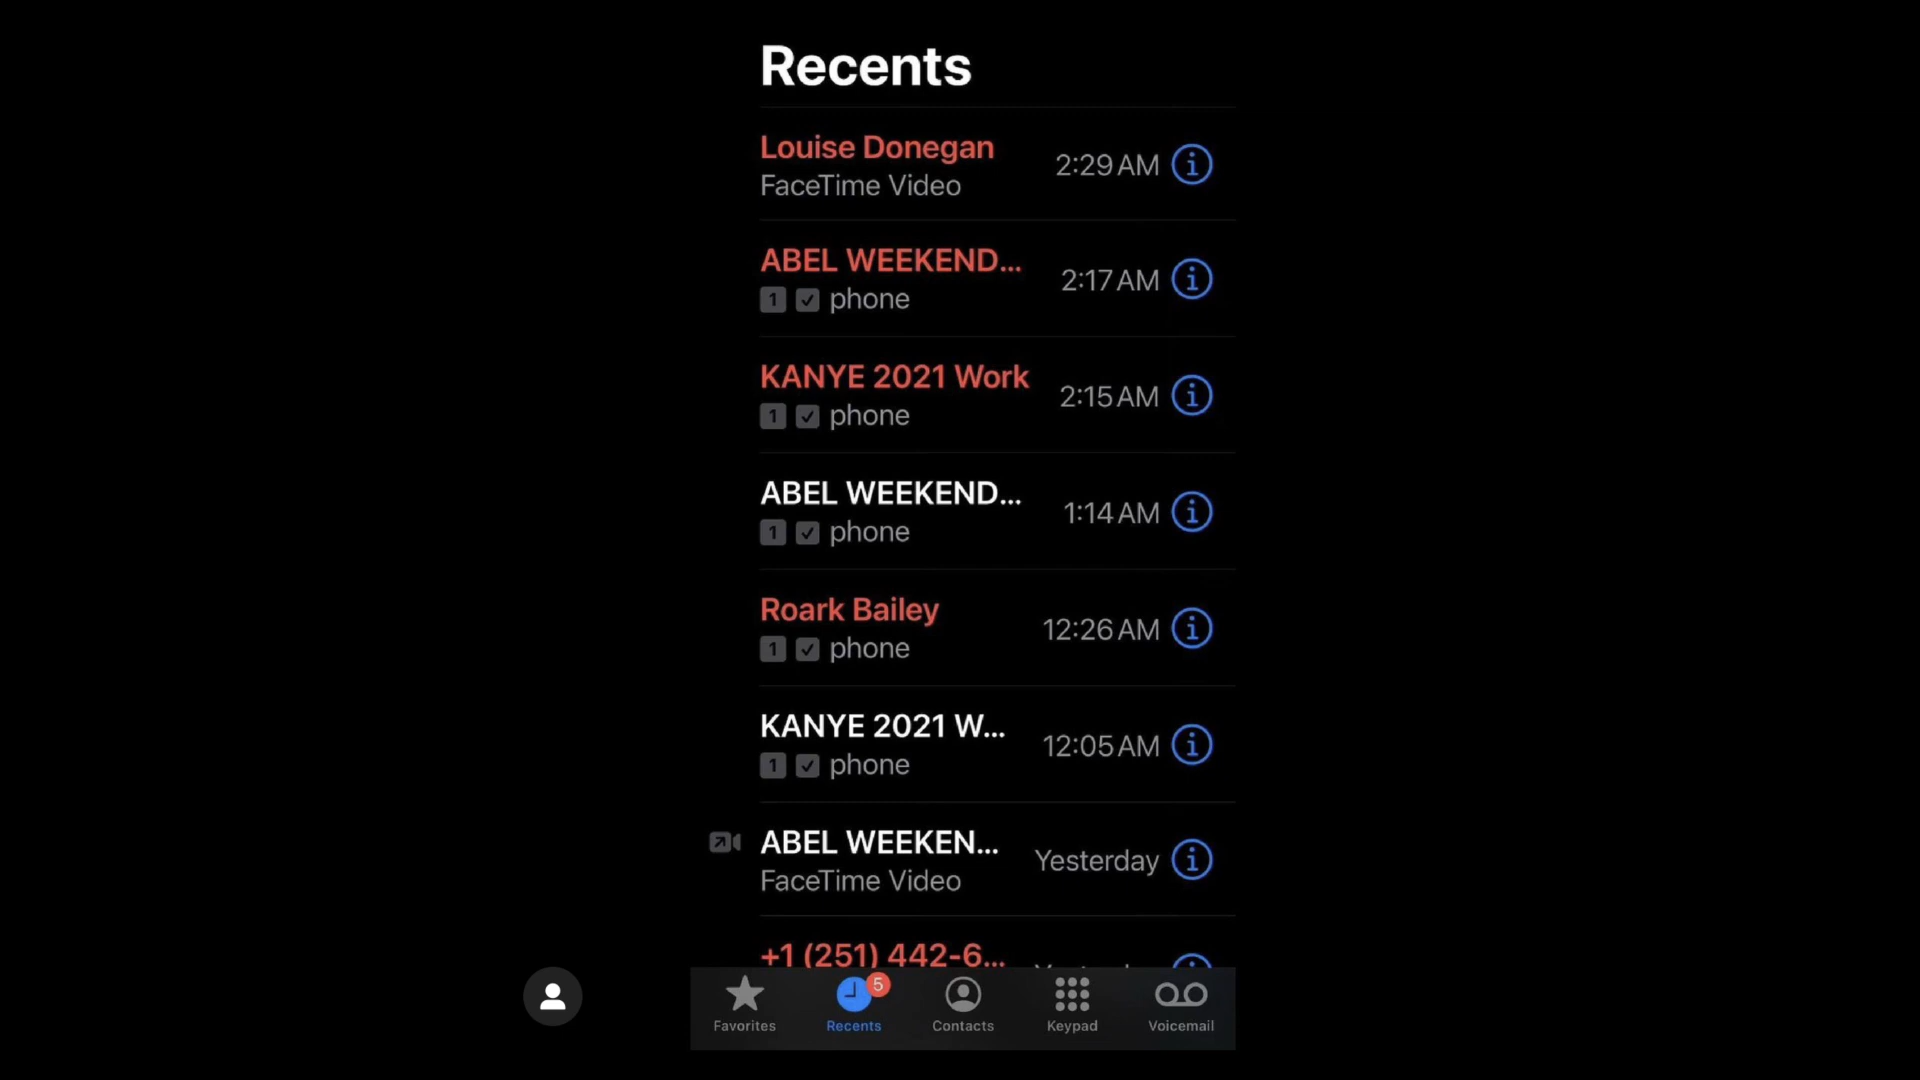 Recents
Louise Donegan
FaceTime Video
2:29 AM
ABEL WEEKEND...
1 phone
2:17 AM
KANYE 2021 Work
1 phone
2:15 AM
ABEL WEEKEND...
1 phone
1:14 AM
Roark Bailey
1 phone
12:26 AM
KANYE 2021 W...
1 phone
12:05 AM
ABEL WEEKEN...
FaceTime Video
Yesterday
+1 (251) 442-6...
5
Favorites
Recents
Contacts
Keypad
Voicemail